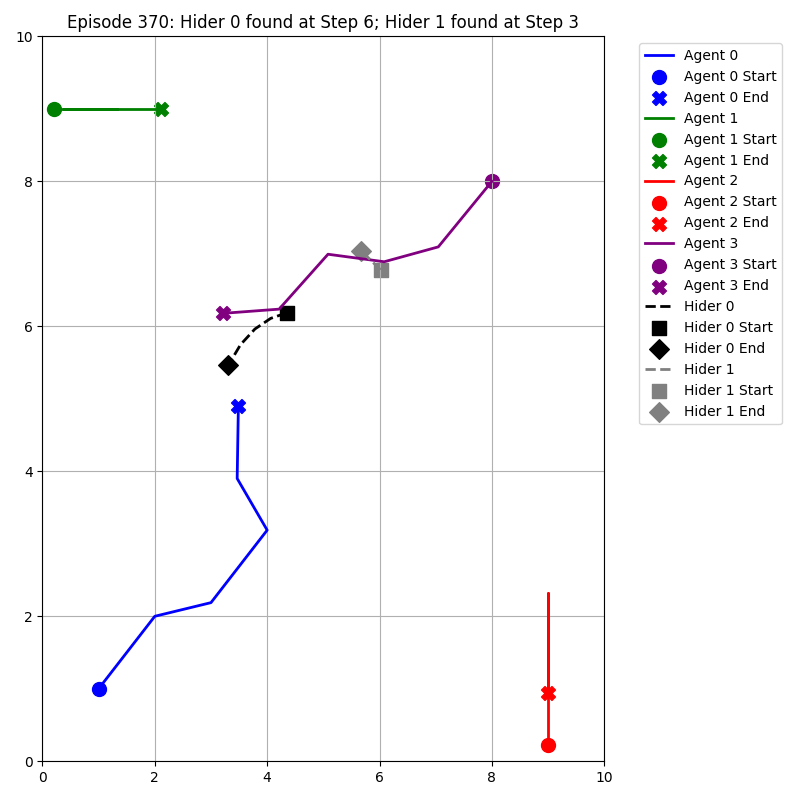 Episode 370: Hider 0 found at Step 6; Hider 1 found at Step 3
10
8
6
4
2
0
0
2
4
6
8
10
Agent 0
Agent 0 Start
Agent 0 End
Agent 1
Agent 1 Start
Agent 1 End
Agent 2
Agent 2 Start
Agent 2 End
Agent 3
Agent 3 Start
Agent 3 End
Hider 0
Hider 0 Start
Hider 0 End
Hider 1
Hider 1 Start
Hider 1 End